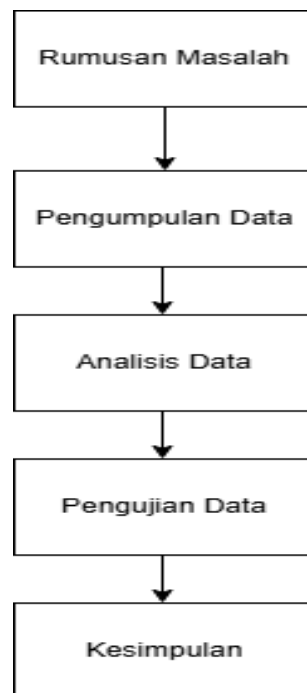 Rumusan Masalah
Pengumpulan Data
Analisis Data
Pengujian Data
Kesimpulan